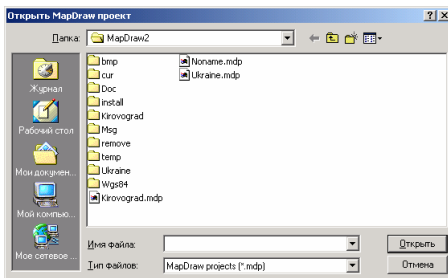 Открыть MapDraw проект
Папка: MapDraw2
bmp
cur
Doc
install
Kirovograd
Msg
remove
temp
Ukraine
Wgs84
Kirovograd.mdp
Noname.mdp
Ukraine.mdp
Журнал
Рабочий стол
Мои докумен...
Мой компью...
Мое сетевое ...
Имя файла:
Открыть
Тип файлов: MapDraw projects (*.mdp)
Отмена